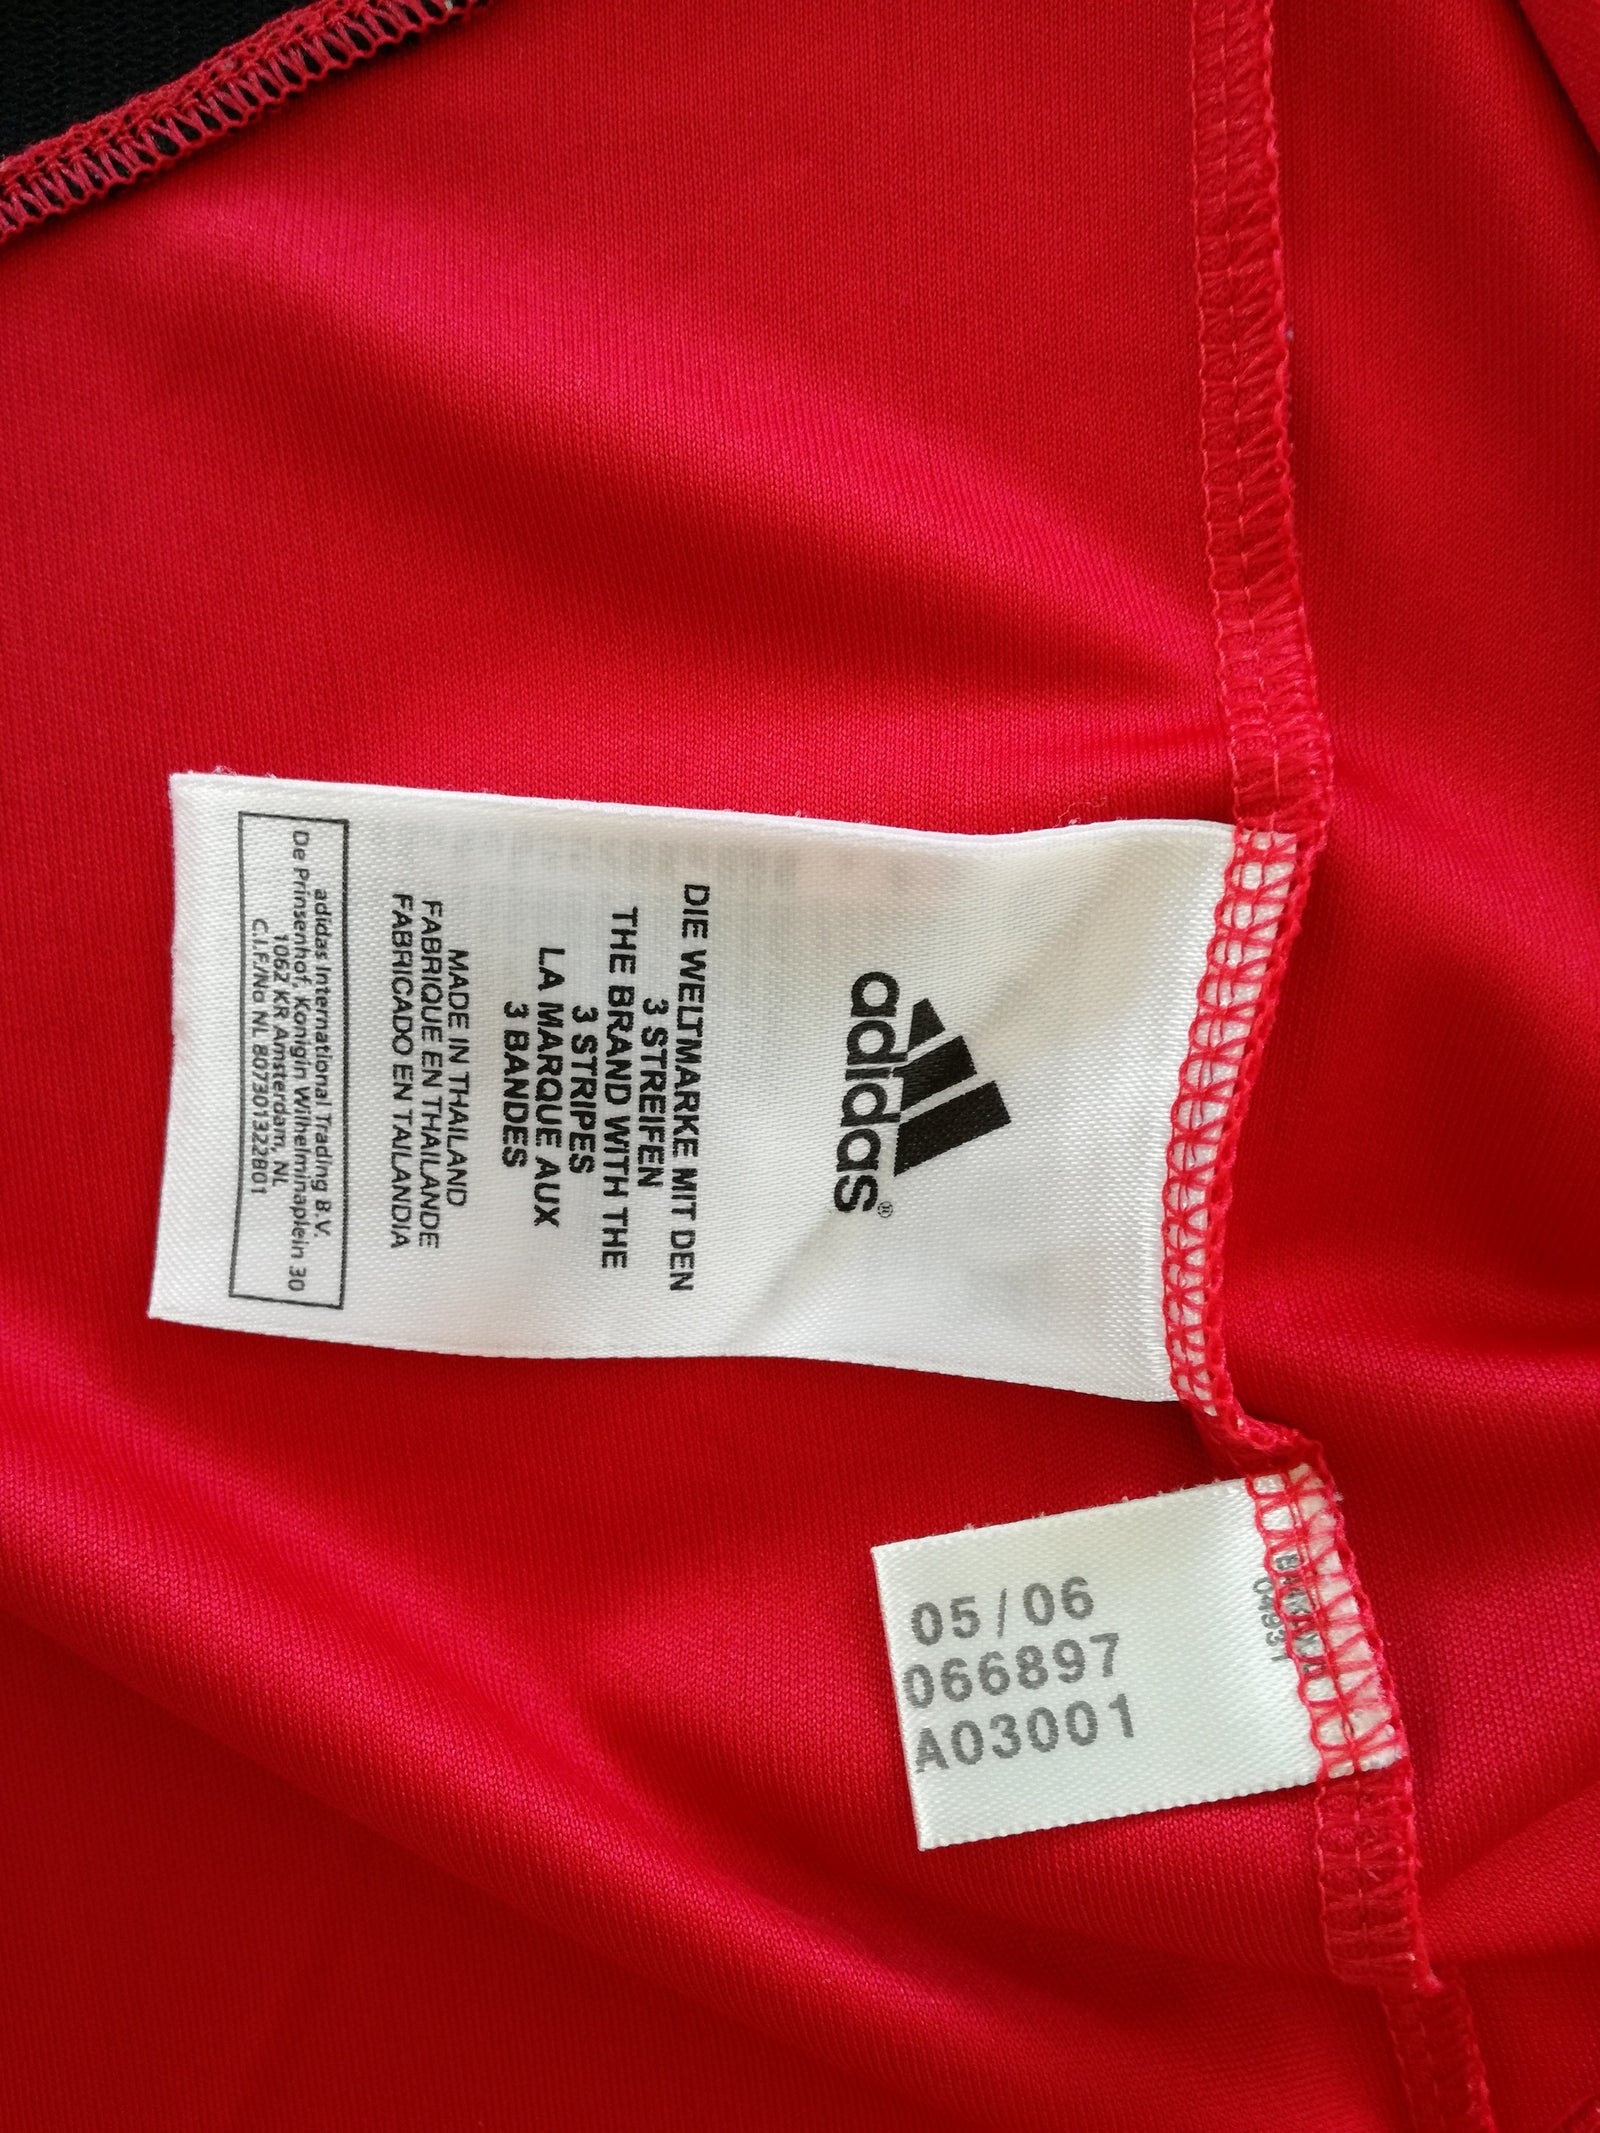 adidas®
DIE WELTMARKE MIT DEN
3 STREIFEN
THE BRAND WITH THE
3 STRIPES
LA MARQUE AUX
3 BANDES
MADE IN THAILAND
FABRIQUE EN THAILANDE
FABRICADO EN TAILANDIA
adidas International Trading B.V.
De Prinsenhof, Konigin Wilhelminaplein 30
1062 KR Amsterdam, NL
C.I.F./No NL 807301322B01
05/06
066897
A03001